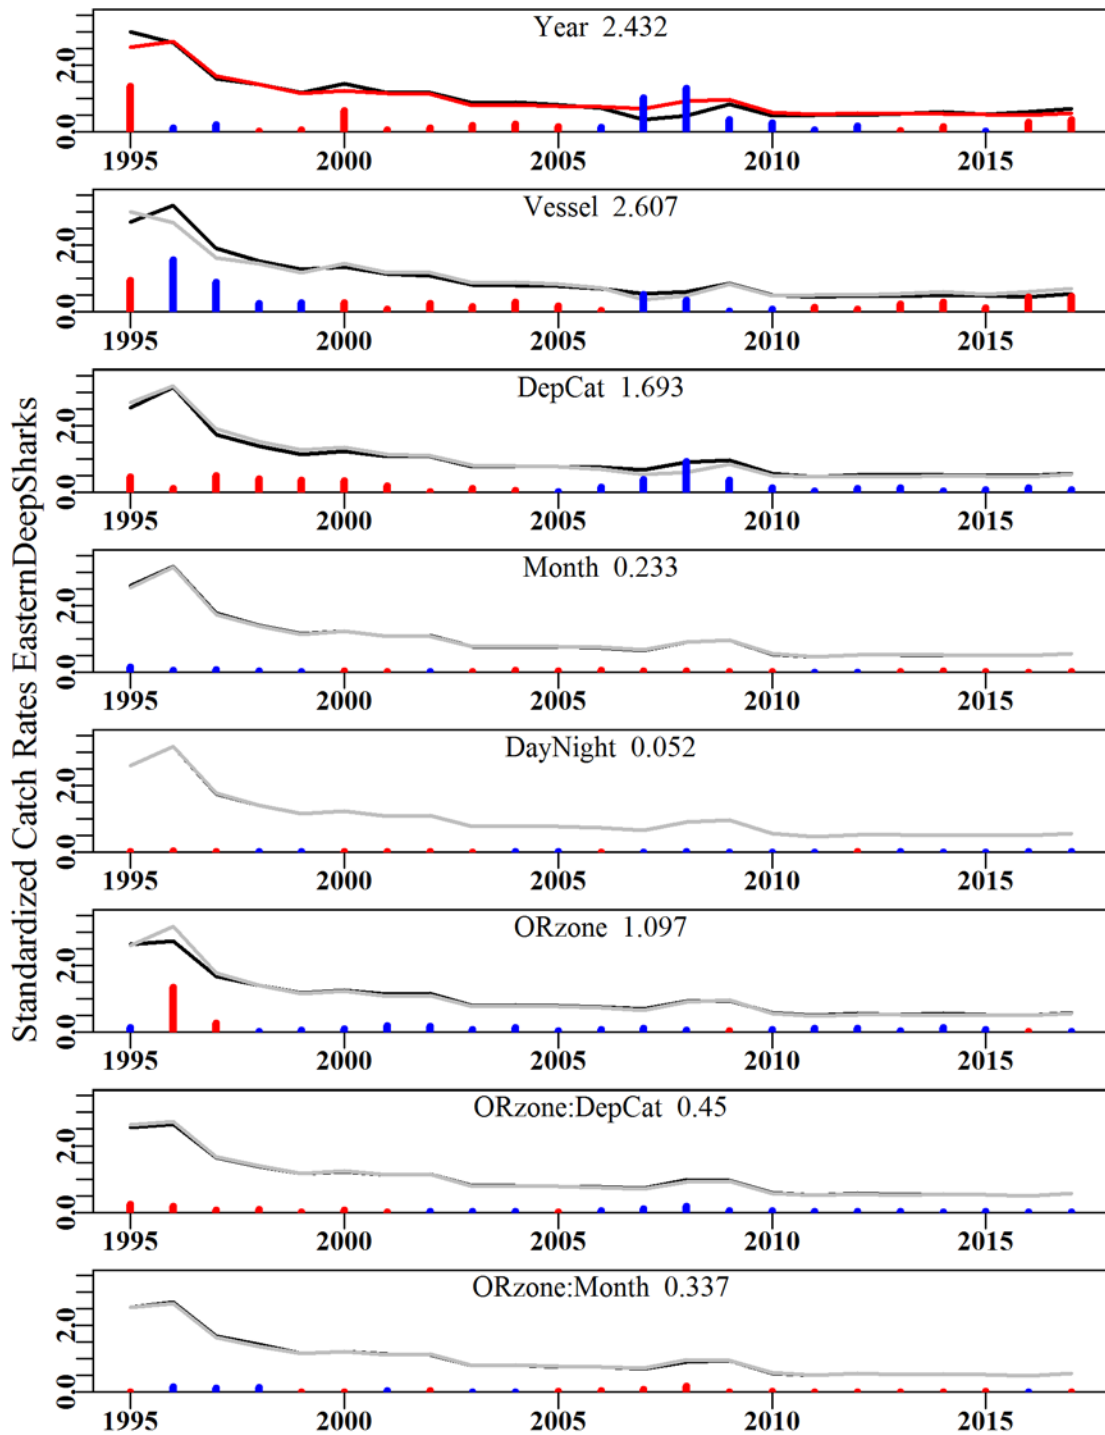 Standardized Catch Rates EasternDeepSharks
Year 2.432
2.0
0.0
1995 2000 2005 2010 2015
Vessel 2.607
2.0
0.0
1995 2000 2005 2010 2015
DepCat 1.693
2.0
0.0
1995 2000 2005 2010 2015
Month 0.233
2.0
0.0
1995 2000 2005 2010 2015
DayNight 0.052
2.0
0.0
1995 2000 2005 2010 2015
ORzone 1.097
2.0
0.0
1995 2000 2005 2010 2015
ORzone:DepCat 0.45
2.0
0.0
1995 2000 2005 2010 2015
ORzone:Month 0.337
2.0
0.0
1995 2000 2005 2010 2015